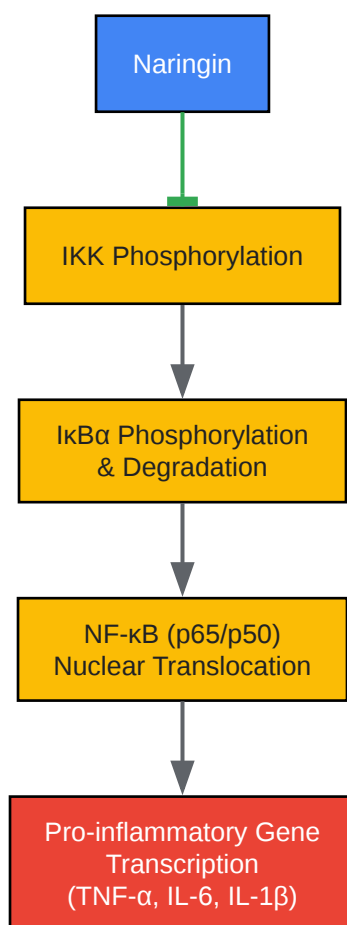 Naringin
IKK Phosphorylation
IκBα Phosphorylation
& Degradation
NF-κB (p65/p50)
Nuclear Translocation
Pro-inflammatory Gene
Transcription
(TNF-α, IL-6, IL-1β)